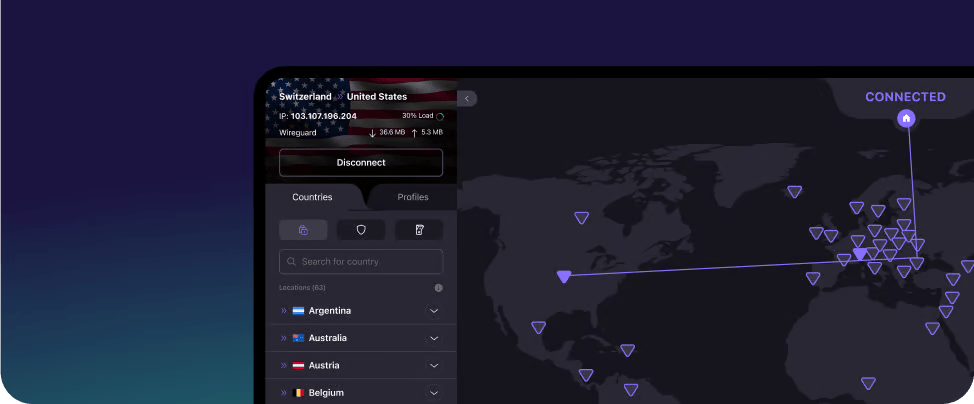 Switzerland » United States
IP: 103.107.196.204 30% Load
Wireguard ↓ 36.6 MB ↑ 5.3 MB
Disconnect
Countries Profiles
Search for country
Locations (63)
» Argentina
» Australia
» Austria
» Belgium
CONNECTED